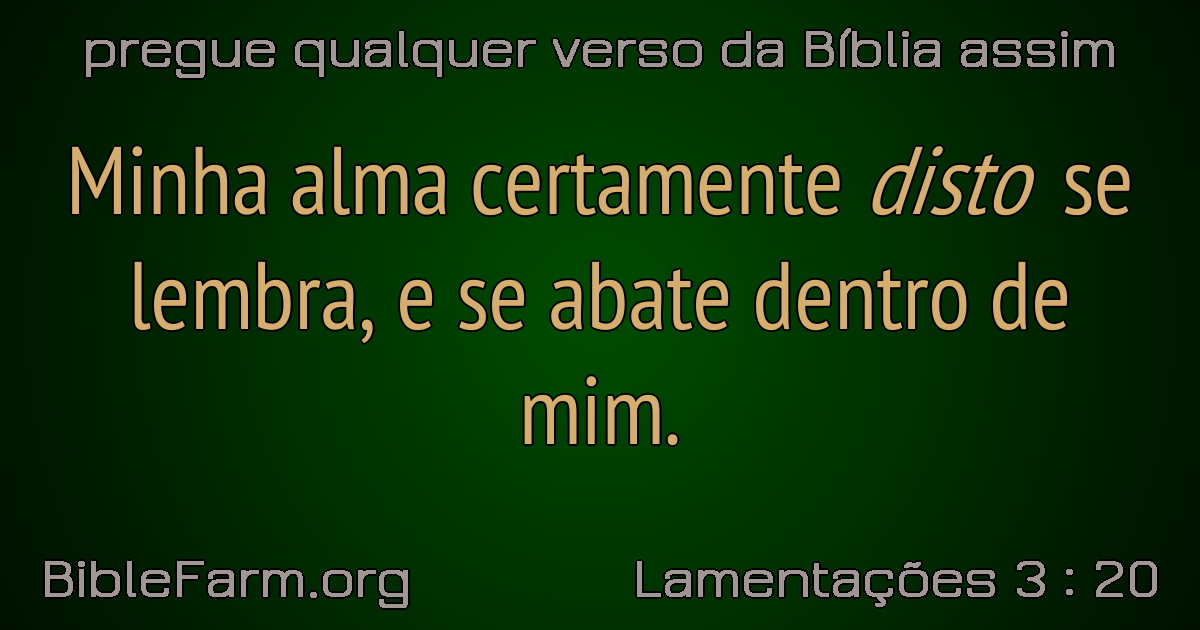 pregue qualquer verso da Bíblia assim
Minha alma certamente disto se
lembra, e se abate dentro de
mim.
BibleFarm.org
Lamentações 3 : 20